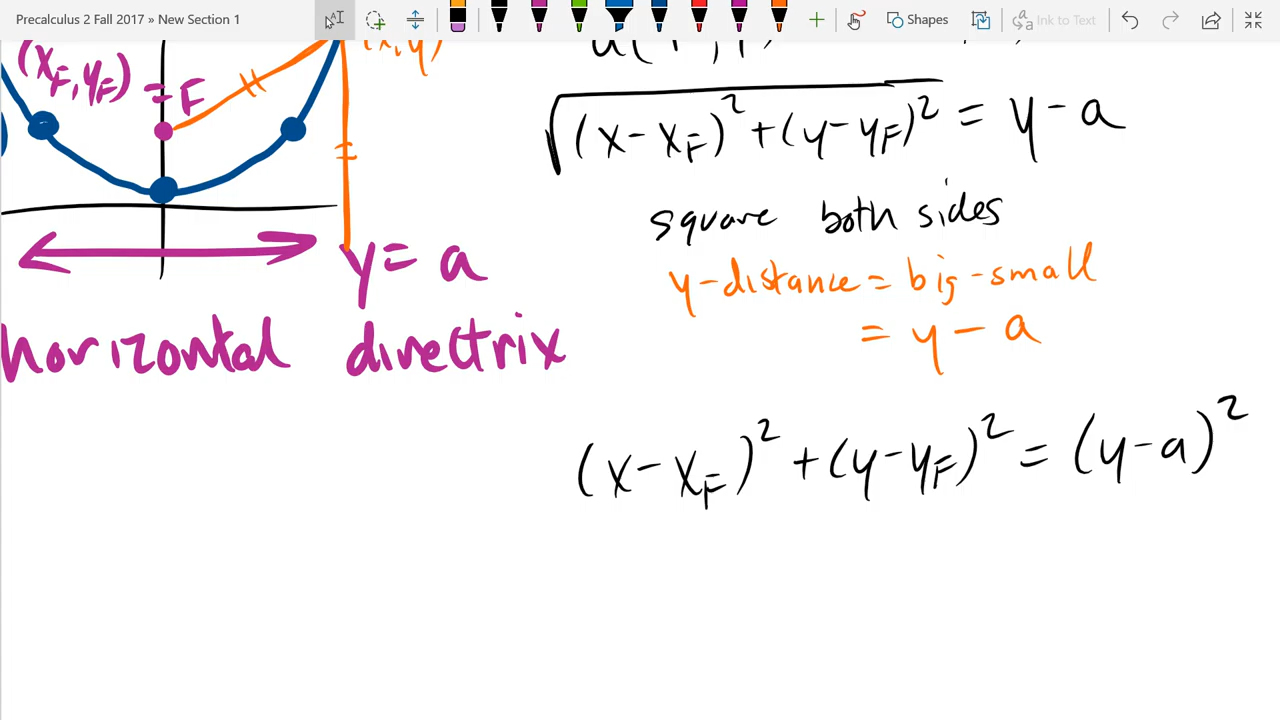 Precalculus 2 Fall 2017 » New Section 1
Shapes
Ink to Text
(x, y)
(x_F, y_F) = F
√((x - x_F)² + (y - y_F)²) = y - a
square both sides
y-distance = big - small
= y - a
y = a
horizontal directrix
(x - x_F)² + (y - y_F)² = (y - a)²